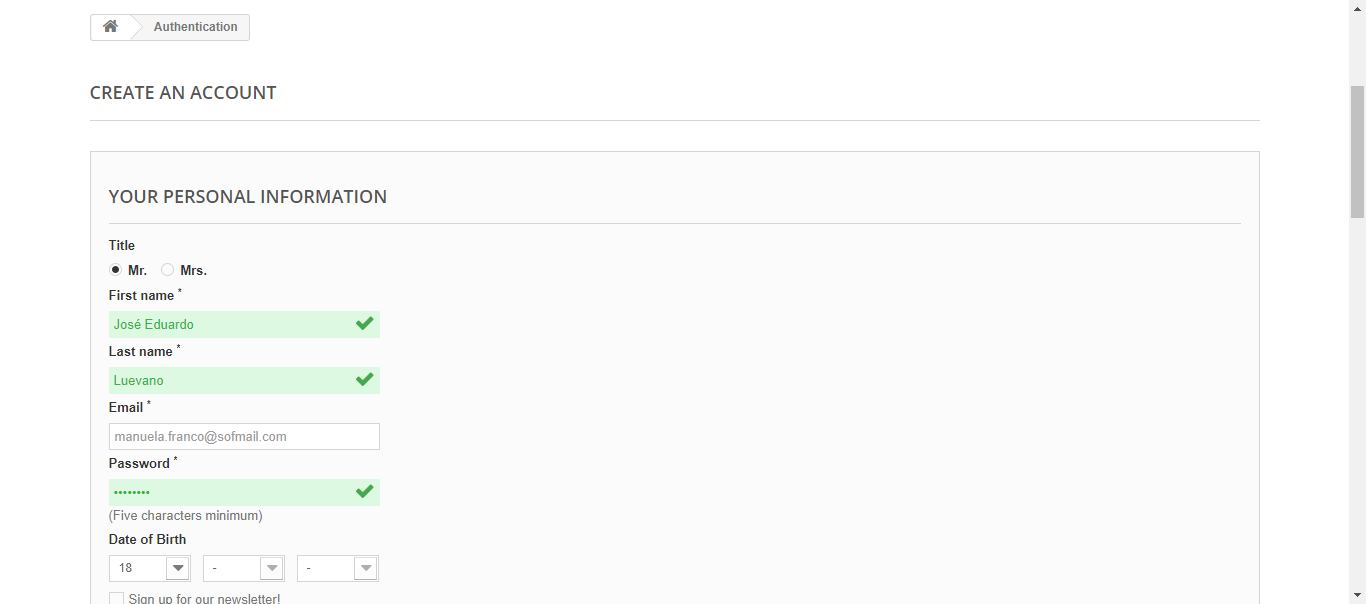 Authentication
CREATE AN ACCOUNT
YOUR PERSONAL INFORMATION
Title
Mr. Mrs.
First name *
José Eduardo
Last name *
Luevano
Email *
manuela.franco@sofmail.com
Password *
••••••••
(Five characters minimum)
Date of Birth
18 - -
Sign up for our newsletter!